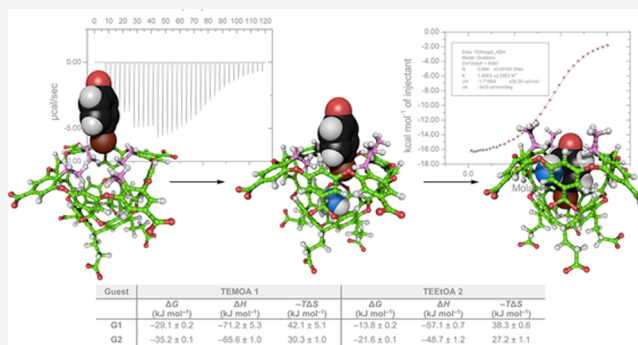 0 10 20 30 40 50 60 70 80 90 100 110 120
µcal/sec
-5.00
kcal mol⁻¹ of injectant
-2.00
-4.00
-6.00
-8.00
-10.00
-12.00
-14.00
-16.00
-18.00
0.0
Model: OneSites
Mola
Guest TEMOA 1 TEEtOA 2
ΔG ΔH −TΔS ΔG ΔH −TΔS
(kJ mol⁻¹) (kJ mol⁻¹) (kJ mol⁻¹) (kJ mol⁻¹) (kJ mol⁻¹) (kJ mol⁻¹)
G1 −29.1 ± 0.2 −71.2 ± 5.3 42.1 ± 5.1 −13.8 ± 0.2 −57.1 ± 0.7 38.3 ± 0.6
G2 −35.2 ± 0.1 −65.6 ± 1.0 30.3 ± 1.0 −21.6 ± 0.1 −48.7 ± 1.2 27.2 ± 1.1